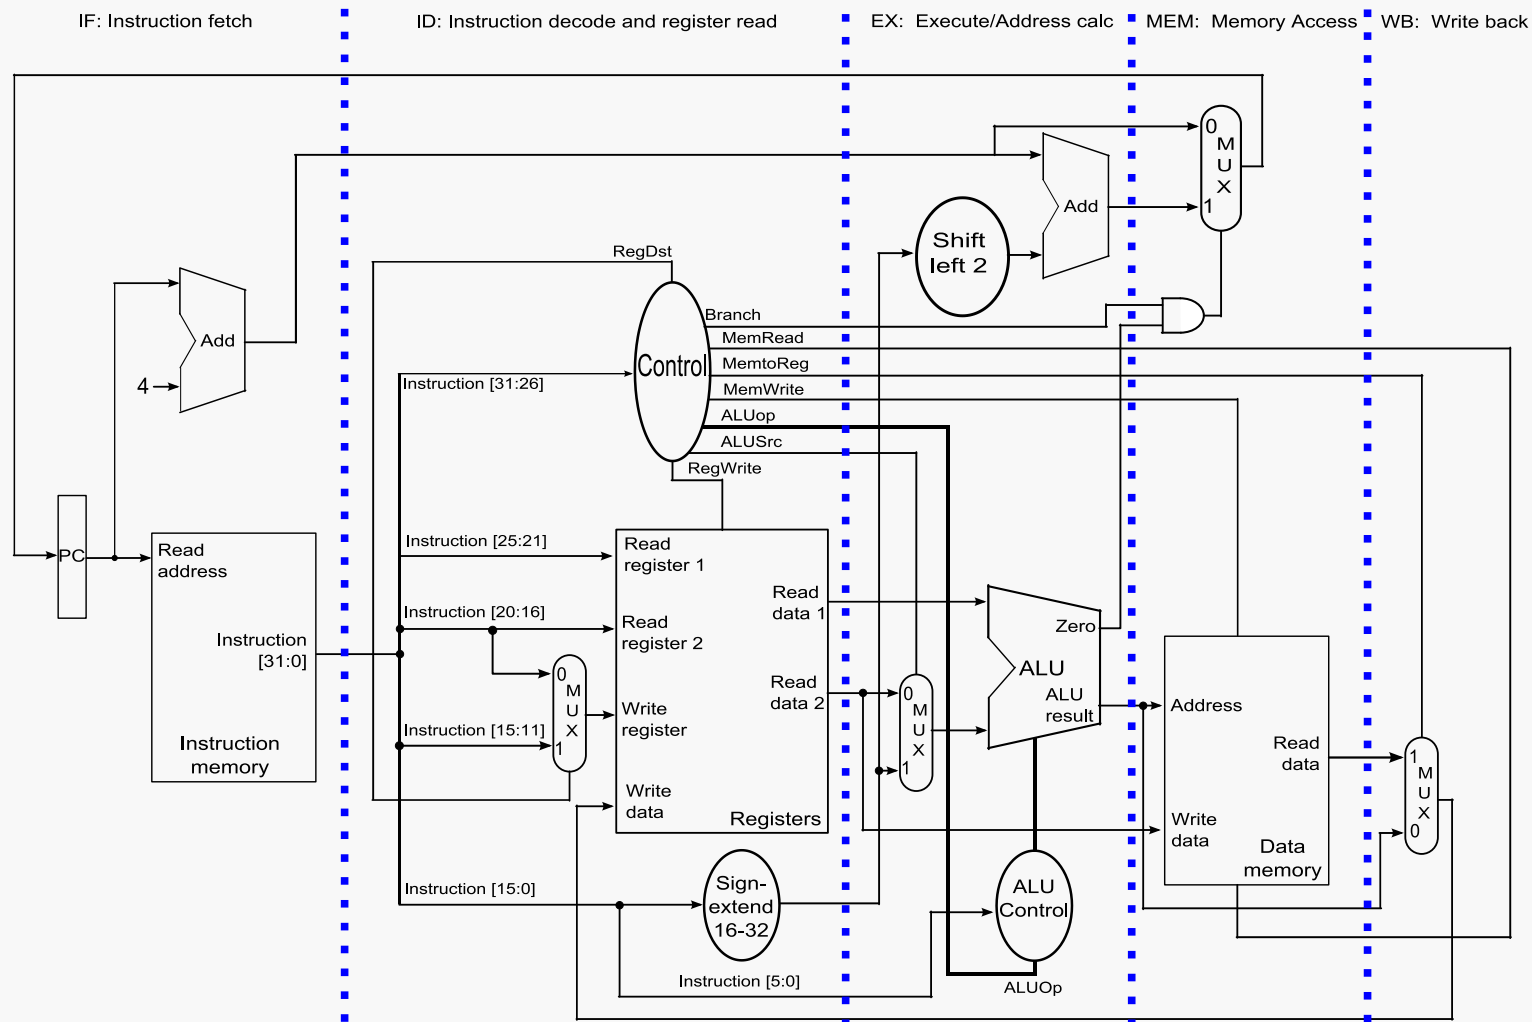 IF: Instruction fetch
ID: Instruction decode and register read
EX: Execute/Address calc
MEM: Memory Access
WB: Write back
0
M
U
X
1
Add
Shift
left 2
RegDst
Branch
MemRead
MemtoReg
MemWrite
ALUop
ALUSrc
RegWrite
Control
Add
4
Instruction [31:26]
PC
Read
address
Instruction
[31:0]
Instruction
memory
Instruction [25:21]
Instruction [20:16]
Instruction [15:11]
0
M
U
X
1
Read
register 1
Read
register 2
Write
register
Write
data
Read
data 1
Read
data 2
Registers
0
M
U
X
1
Zero
ALU
ALU
result
Address
Read
data
Write
data
Data
memory
1
M
U
X
0
Instruction [15:0]
Sign-
extend
16-32
ALU
Control
Instruction [5:0]
ALUOp